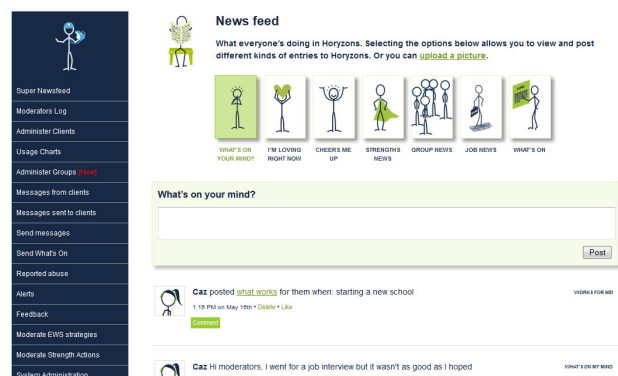 Super Newsfeed
Moderators Log
Administer Clients
Usage Charts
Administer Groups [New]
Messages from clients
Messages sent to clients
Send messages
Send What's On
Reported abuse
Alerts
Feedback
Moderate EWS strategies
Moderate Strength Actions
System Administration
News feed
What everyone's doing in Horyzons. Selecting the options below allows you to view and post
different kinds of entries to Horyzons. Or you can upload a picture.
WHAT'S ON
YOUR MIND?
I'M LOVING
RIGHT NOW
CHEERS ME
UP
STRENGTHS
NEWS
GROUP NEWS
JOB NEWS
WHAT'S ON
What's on your mind?
Post
Caz posted what works for them when: starting a new school
WORKS FOR ME!
1:16 PM on May 16th • Delete • Like
Comment
Caz Hi moderators, I went for a job interview but it wasn't as good as I hoped
WHAT'S ON MY MIND